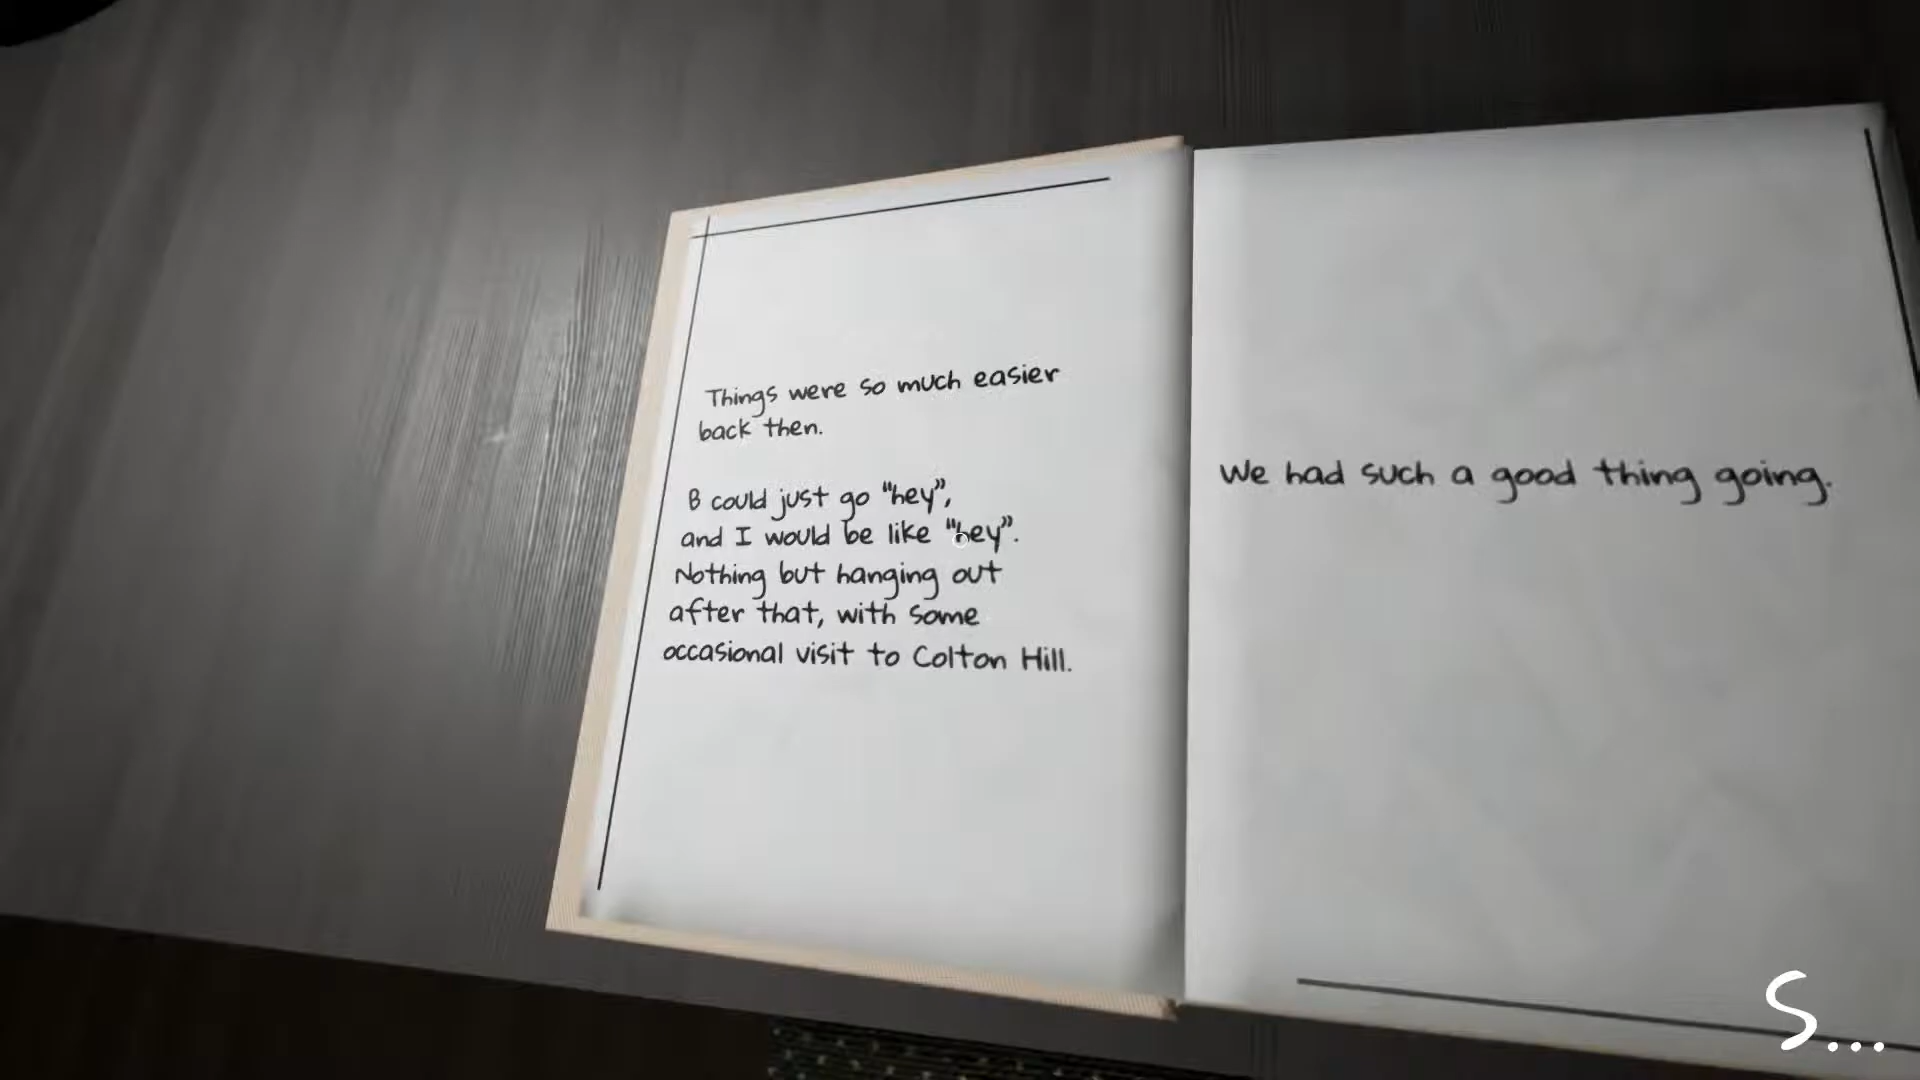 Things were so much easier
back then.
B could just go "hey",
and I would be like "hey".
Nothing but hanging out
after that, with some
occasional visit to Colton Hill.
We had such a good thing going.
S...